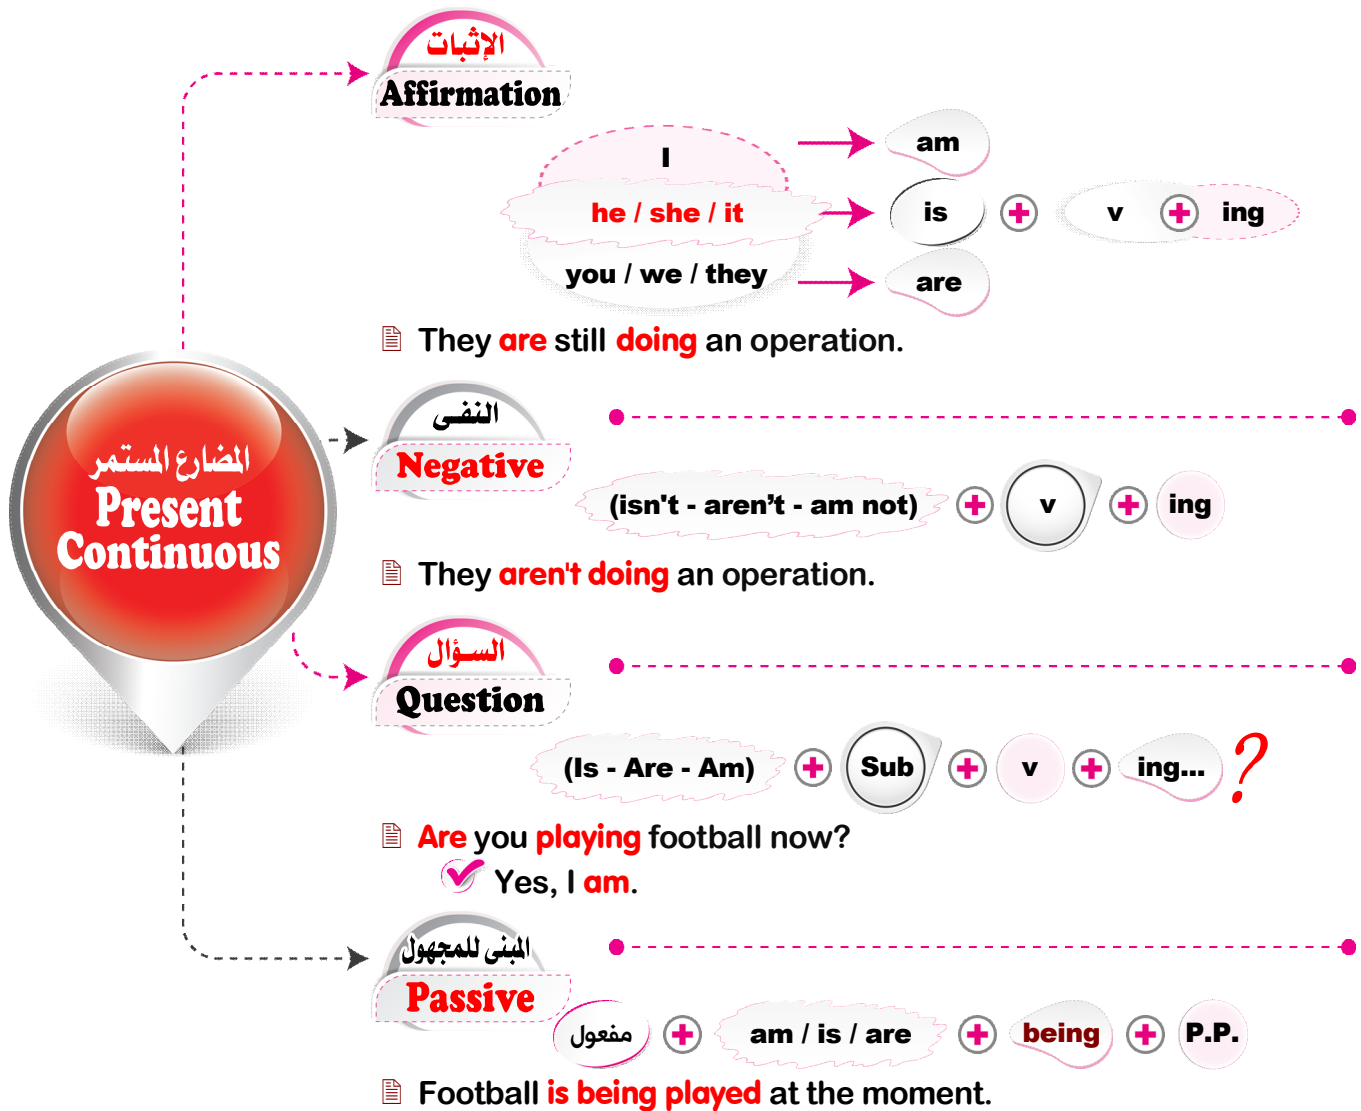 الإثبات
Affirmation
I
am
he / she / it
is + v + ing
you / we / they
are
They are still doing an operation.
المضارع المستمر
Present
Continuous
النفـى
Negative
(isn't - aren’t - am not) + v + ing
They aren't doing an operation.
السـؤال
Question
(Is - Are - Am) + Sub + v + ing... ?
Are you playing football now?
Yes, I am.
المبنى للمجهول
Passive
مفعول + am / is / are + being + P.P.
Football is being played at the moment.